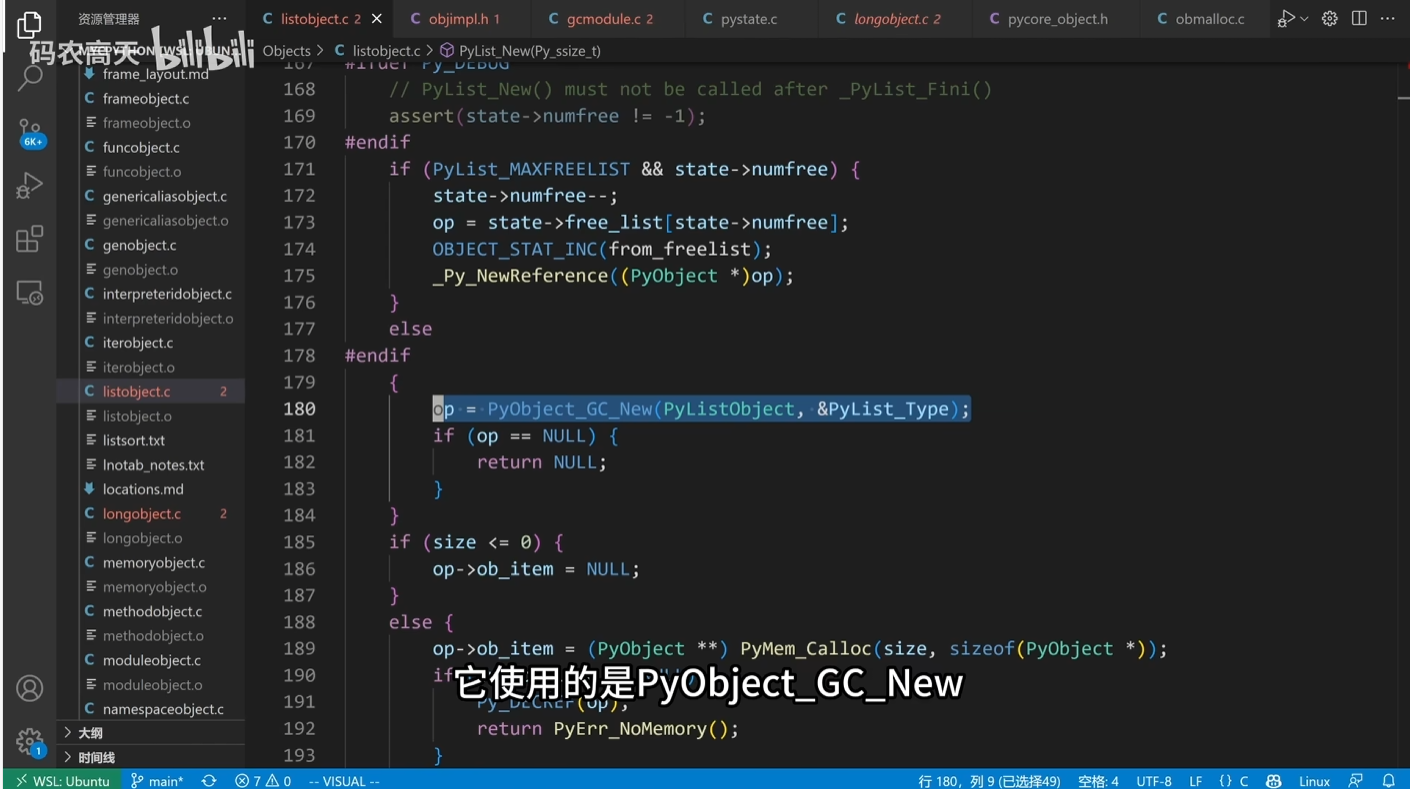 资源管理器 ···
listobject.c 2 ×
objimpl.h 1
gcmodule.c 2
pystate.c
longobject.c 2
pycore_object.h
obmalloc.c
码农高天 bilibili
Objects > C listobject.c > PyList_New(Py_ssize_t)
frame_layout.md
C frameobject.c
frameobject.o
C funcobject.c
funcobject.o
C genericaliasobject.c
genericaliasobject.o
C genobject.c
genobject.o
C interpreteridobject.c
interpreteridobject.o
C iterobject.c
iterobject.o
C listobject.c 2
listobject.o
listsort.txt
lnotab_notes.txt
locations.md
C longobject.c 2
longobject.o
C memoryobject.c
memoryobject.o
C methodobject.c
methodobject.o
C moduleobject.c
moduleobject.o
C namespaceobject.c
> 大纲
> 时间线
6K+
1
167 #ifdef Py_DEBUG
168 // PyList_New() must not be called after _PyList_Fini()
169 assert(state->numfree != -1);
170 #endif
171 if (PyList_MAXFREELIST && state->numfree) {
172 state->numfree--;
173 op = state->free_list[state->numfree];
174 OBJECT_STAT_INC(from_freelist);
175 _Py_NewReference((PyObject *)op);
176 }
177 else
178 #endif
179 {
180 op = PyObject_GC_New(PyListObject, &PyList_Type);
181 if (op == NULL) {
182 return NULL;
183 }
184 }
185 if (size <= 0) {
186 op->ob_item = NULL;
187 }
188 else {
189 op->ob_item = (PyObject **) PyMem_Calloc(size, sizeof(PyObject *));
190 if
191 Py_DECREF(op);
192 return PyErr_NoMemory();
193 }
它使用的是PyObject_GC_New
WSL: Ubuntu main* 7 0 -- VISUAL -- 行 180，列 9 (已选择49) 空格: 4 UTF-8 LF {} C Linux